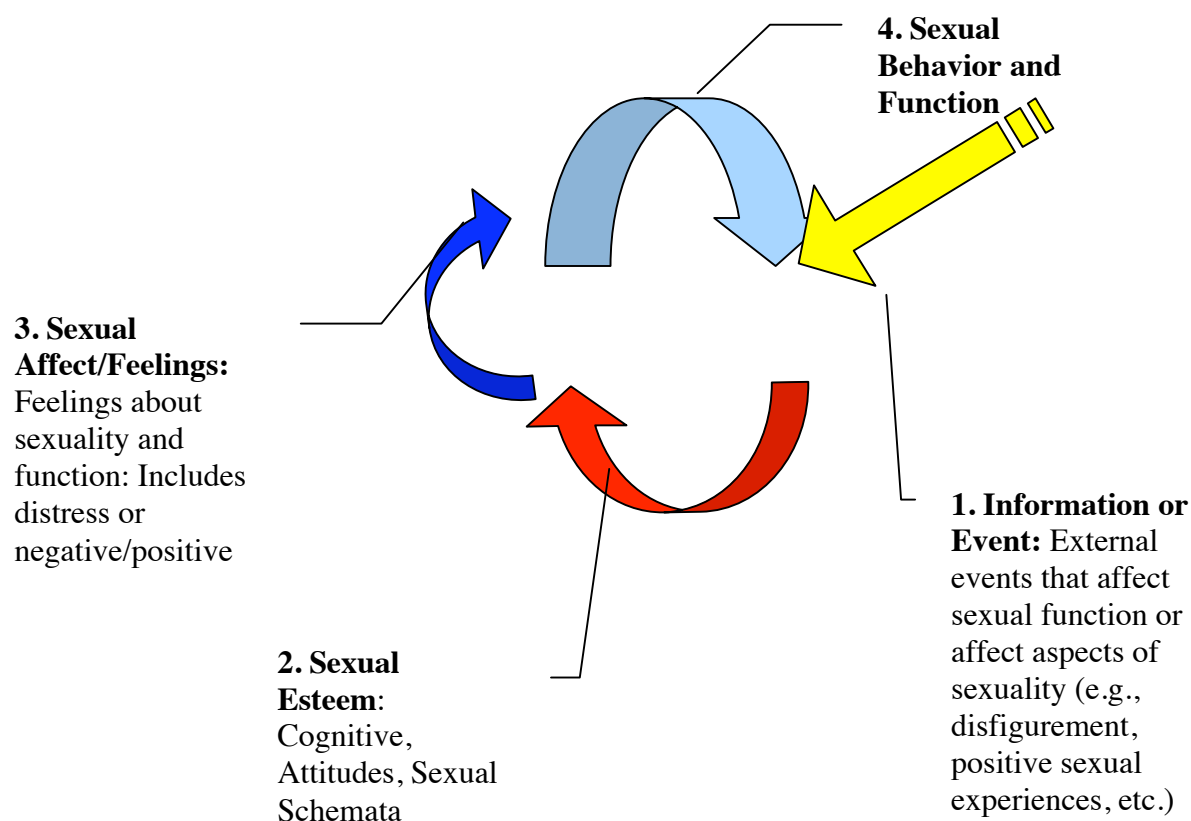 4. Sexual
Behavior and
Function
3. Sexual
Affect/Feelings:
Feelings about
sexuality and
function: Includes
distress or
negative/positive
2. Sexual
Esteem:
Cognitive,
Attitudes, Sexual
Schemata
1. Information or
Event: External
events that affect
sexual function or
affect aspects of
sexuality (e.g.,
disfigurement,
positive sexual
experiences, etc.)